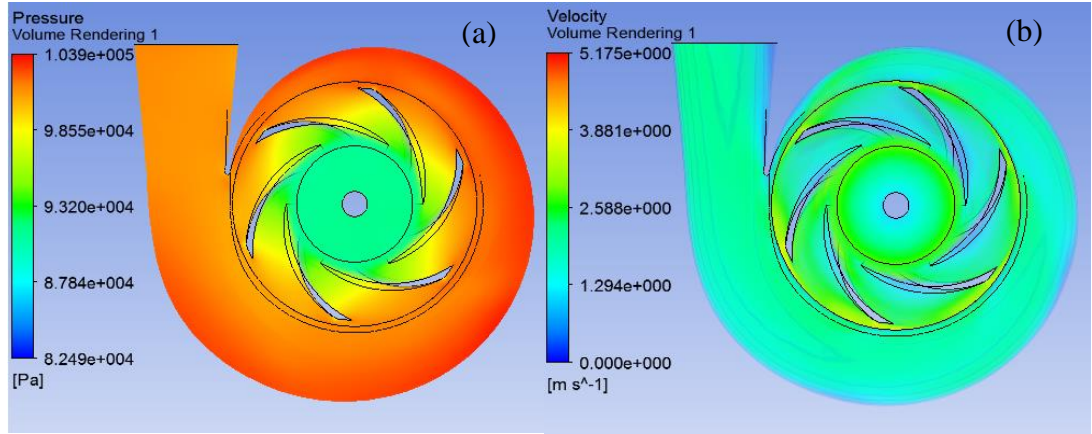 Pressure
Volume Rendering 1
(a)
1.039e+005
9.855e+004
9.320e+004
8.784e+004
8.249e+004
[Pa]
Velocity
Volume Rendering 1
(b)
5.175e+000
3.881e+000
2.588e+000
1.294e+000
0.000e+000
[m s^-1]